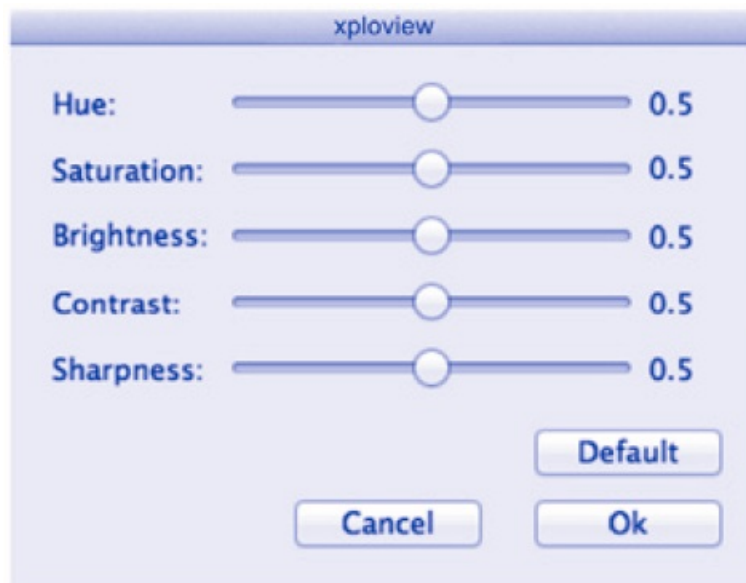 xploview
Hue: 0.5
Saturation: 0.5
Brightness: 0.5
Contrast: 0.5
Sharpness: 0.5
Default
Cancel Ok